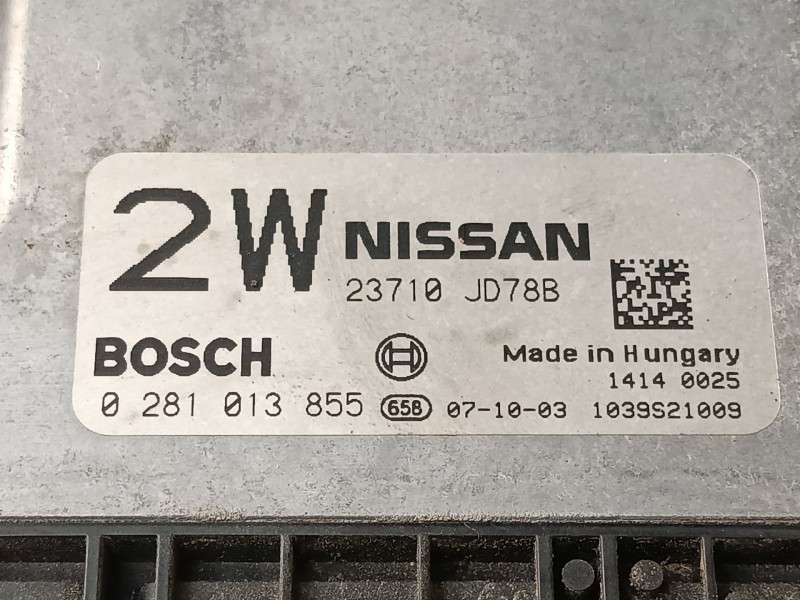 2W NISSAN
23710 JD78B
BOSCH
Made in Hungary
1414 0025
0 281 013 855 658 07-10-03 1039S21009